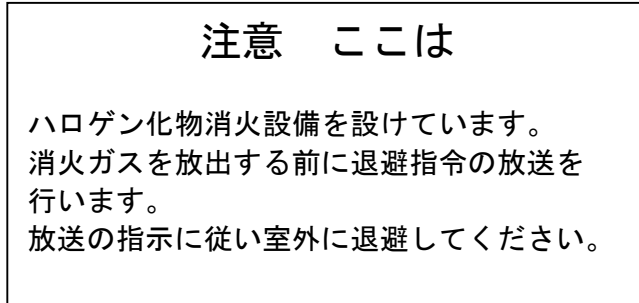 注意　ここは
ハロゲン化物消火設備を設けています。
消火ガスを放出する前に退避指令の放送を
行います。
放送の指示に従い室外に退避してください。